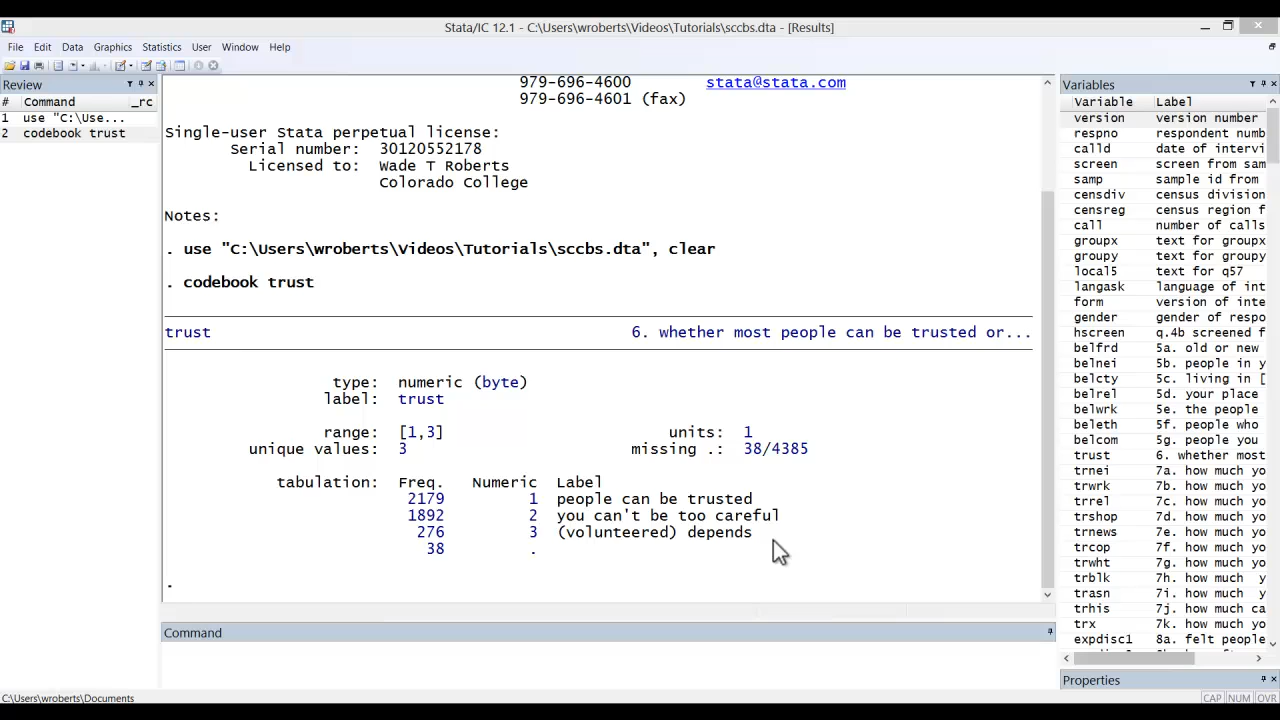 Stata/IC 12.1 - C:\Users\wroberts\Videos\Tutorials\sccbs.dta - [Results]
File Edit Data Graphics Statistics User Window Help
Review
# Command _rc
1 use "C:\Use...
2 codebook trust
979-696-4600 stata@stata.com
979-696-4601 (fax)
Single-user Stata perpetual license:
Serial number: 30120552178
Licensed to: Wade T Roberts
Colorado College
Notes:
. use "C:\Users\wroberts\Videos\Tutorials\sccbs.dta", clear
. codebook trust
trust 6. whether most people can be trusted or...
type: numeric (byte)
label: trust
range: [1,3] units: 1
unique values: 3 missing .: 38/4385
tabulation: Freq. Numeric Label
2179 1 people can be trusted
1892 2 you can't be too careful
276 3 (volunteered) depends
38 .
.
Command
Variables
Variable Label
version version number
respno respondent numb
calld date of intervi
screen screen from sam
samp sample id from
censdiv census division
censreg census region f
call number of calls
groupx text for groupx
groupy text for groupy
local5 text for q57
langask language of int
form version of inte
gender gender of respo
hscreen q.4b screened f
belfrd 5a. old or new
belnei 5b. people in y
belcty 5c. living in [
belrel 5d. your place
belwrk 5e. the people
beleth 5f. people who
belcom 5g. people you
trust 6. whether most
trnei 7a. how much yo
trwrk 7b. how much yo
trrel 7c. how much yo
trshop 7d. how much yo
trnews 7e. how much yo
trcop 7f. how much yo
trwht 7g. how much yo
trblk 7h. how much y
trasn 7i. how much y
trhis 7j. how much ca
trx 7k. how much yo
expdisc1 8a. felt people
Properties
C:\Users\wroberts\Documents
CAP NUM OVR